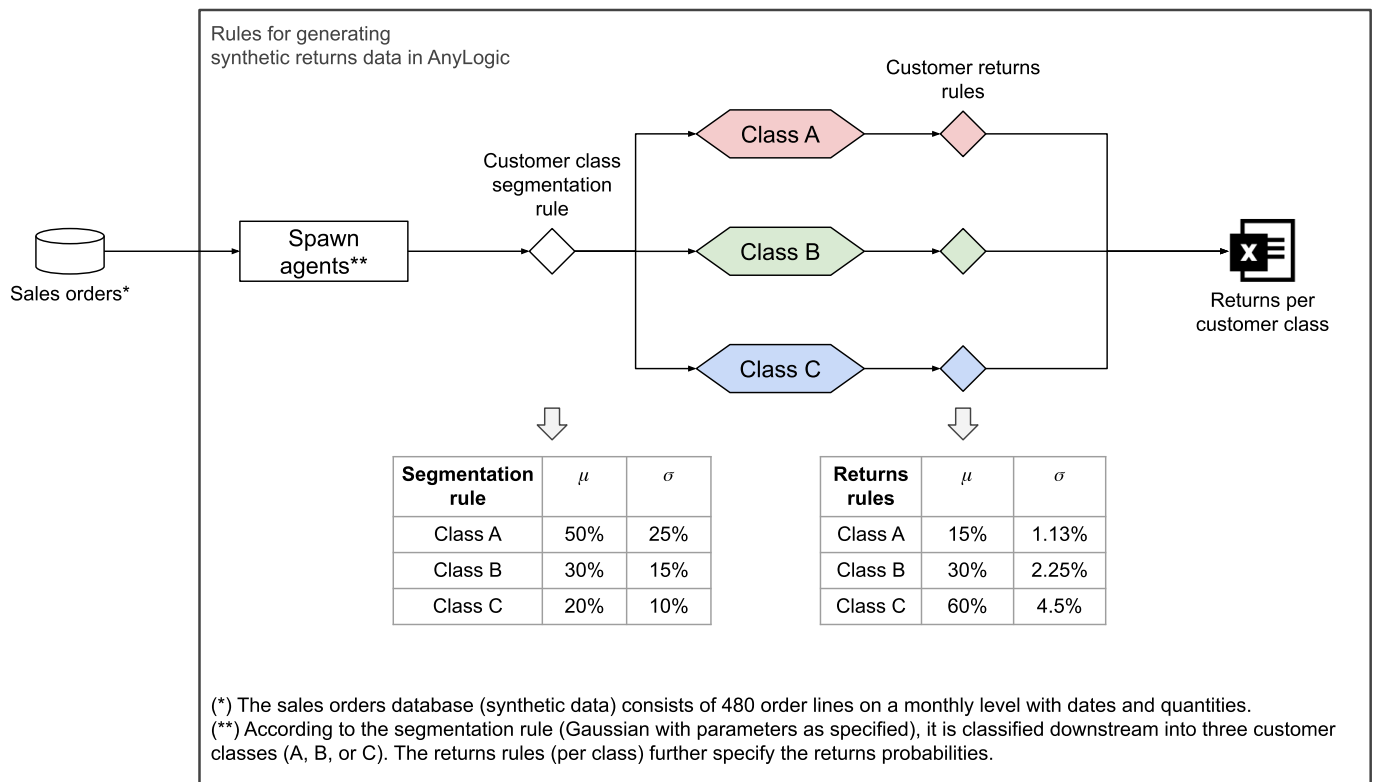 Rules for generating
synthetic returns data in AnyLogic
Customer returns
rules
Class A
Customer class
segmentation
rule
Spawn
agents**
Class B
X
Sales orders*
Returns per
customer class
Class C
Segmentation
rule
μ
σ
Class A
50%
25%
Class B
30%
15%
Class C
20%
10%
Returns
rules
μ
σ
Class A
15%
1.13%
Class B
30%
2.25%
Class C
60%
4.5%
(*) The sales orders database (synthetic data) consists of 480 order lines on a monthly level with dates and quantities.
(**) According to the segmentation rule (Gaussian with parameters as specified), it is classified downstream into three customer
classes (A, B, or C). The returns rules (per class) further specify the returns probabilities.